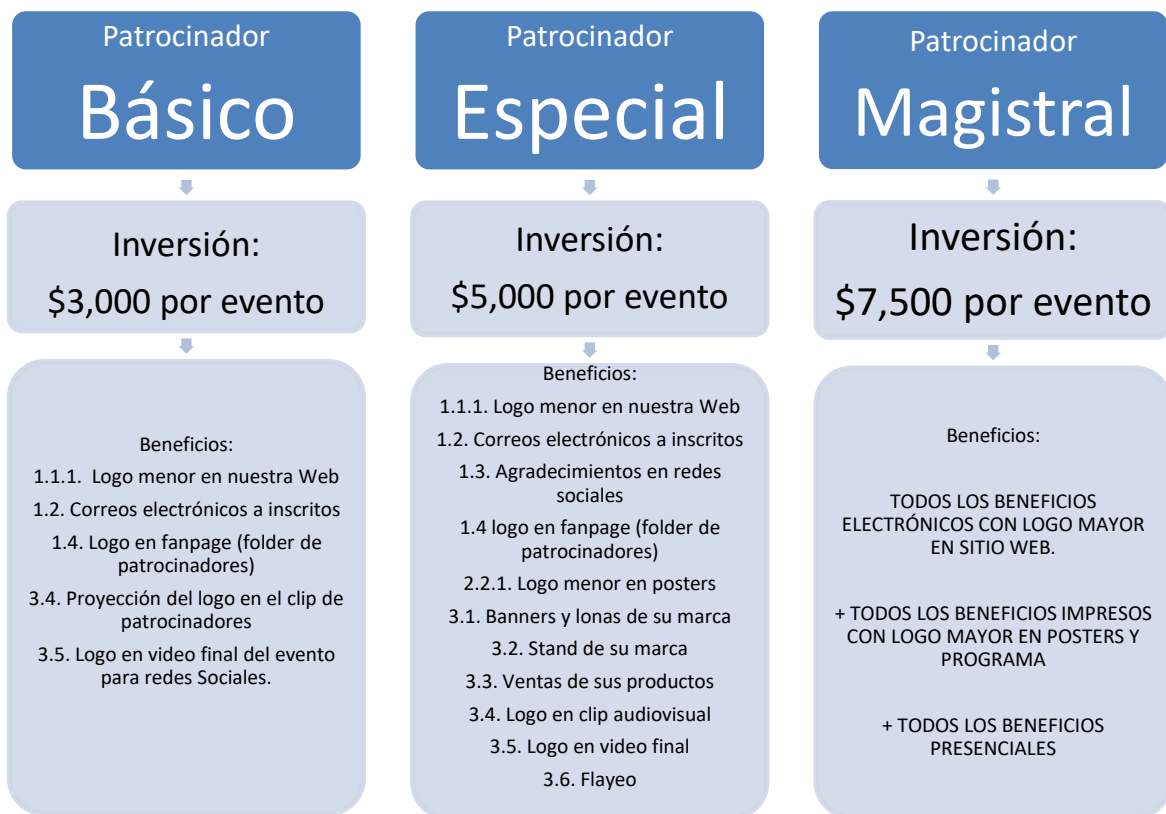 Patrocinador
Básico
Inversión:
$3,000 por evento
Beneficios:
1.1.1.  Logo menor en nuestra Web
1.2. Correos electrónicos a inscritos
1.4. Logo en fanpage (folder de
patrocinadores)
3.4. Proyección del logo en el clip de
patrocinadores
3.5. Logo en video final del evento
para redes Sociales.
Patrocinador
Especial
Inversión:
$5,000 por evento
Beneficios:
1.1.1. Logo menor en nuestra Web
1.2. Correos electrónicos a inscritos
1.3. Agradecimientos en redes
sociales
1.4 logo en fanpage (folder de
patrocinadores)
2.2.1. Logo menor en posters
3.1. Banners y lonas de su marca
3.2. Stand de su marca
3.3. Ventas de sus productos
3.4. Logo en clip audiovisual
3.5. Logo en video final
3.6. Flayeo
Patrocinador
Magistral
Inversión:
$7,500 por evento
Beneficios:
TODOS LOS BENEFICIOS
ELECTRÓNICOS CON LOGO MAYOR
EN SITIO WEB.
+ TODOS LOS BENEFICIOS IMPRESOS
CON LOGO MAYOR EN POSTERS Y
PROGRAMA
+ TODOS LOS BENEFICIOS
PRESENCIALES